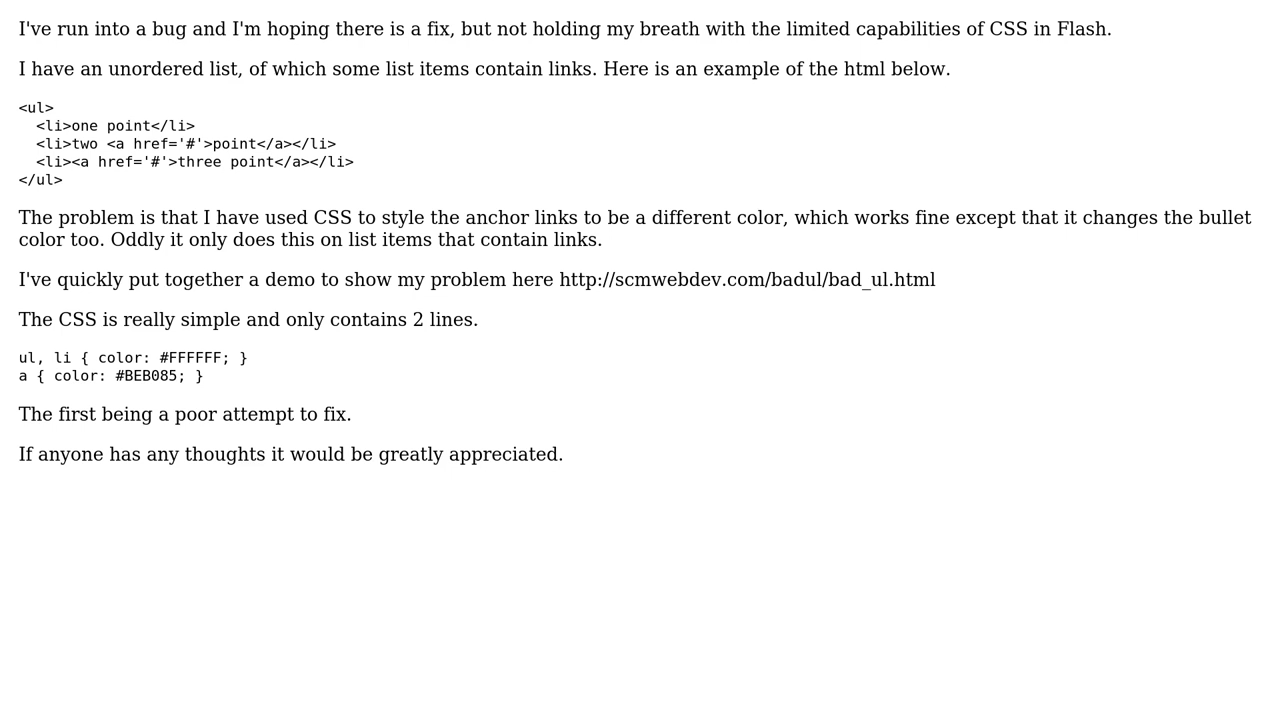 I've run into a bug and I'm hoping there is a fix, but not holding my breath with the limited capabilities of CSS in Flash.
I have an unordered list, of which some list items contain links. Here is an example of the html below.
<ul>
  <li>one point</li>
  <li>two <a href='#'>point</a></li>
  <li><a href='#'>three point</a></li>
</ul>
The problem is that I have used CSS to style the anchor links to be a different color, which works fine except that it changes the bullet
color too. Oddly it only does this on list items that contain links.
I've quickly put together a demo to show my problem here http://scmwebdev.com/badul/bad_ul.html
The CSS is really simple and only contains 2 lines.
ul, li { color: #FFFFFF; }
a { color: #BEB085; }
The first being a poor attempt to fix.
If anyone has any thoughts it would be greatly appreciated.